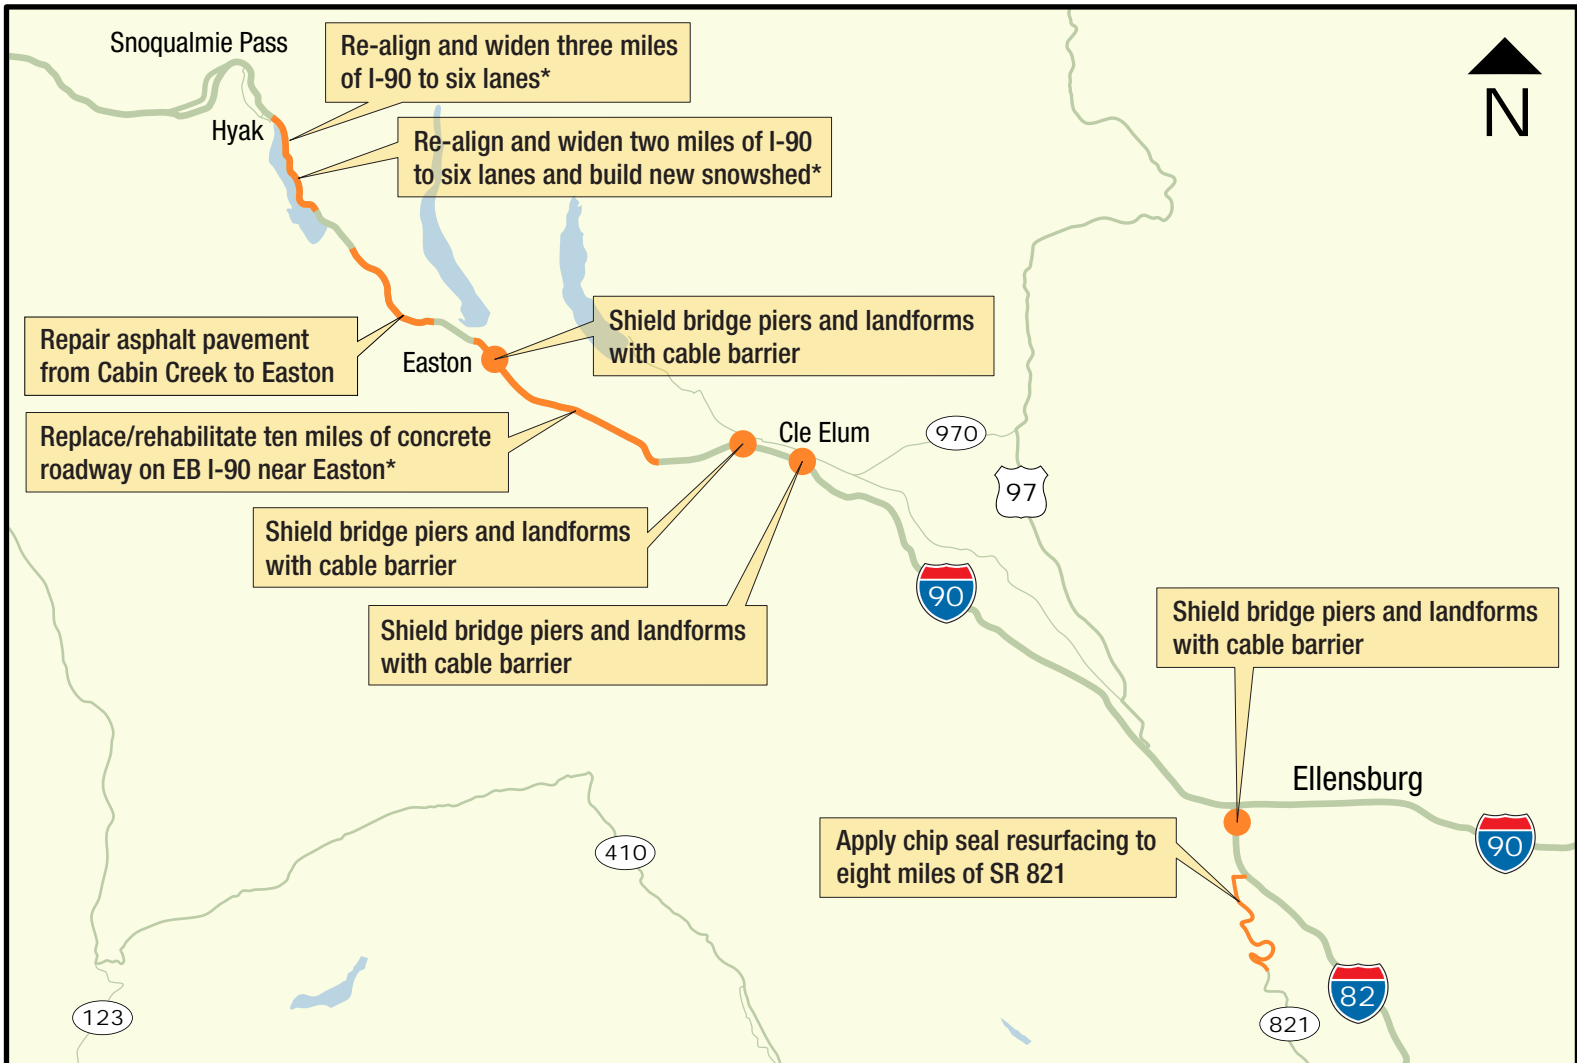 Snoqualmie Pass
Re-align and widen three miles
of I-90 to six lanes*
N
Hyak
Re-align and widen two miles of I-90
to six lanes and build new snowshed*
Shield bridge piers and landforms
with cable barrier
Repair asphalt pavement
from Cabin Creek to Easton
Easton
Replace/rehabilitate ten miles of concrete
roadway on EB I-90 near Easton*
Cle Elum
970
97
Shield bridge piers and landforms
with cable barrier
90
Shield bridge piers and landforms
with cable barrier
Shield bridge piers and landforms
with cable barrier
Ellensburg
410
Apply chip seal resurfacing to
eight miles of SR 821
90
123
82
821